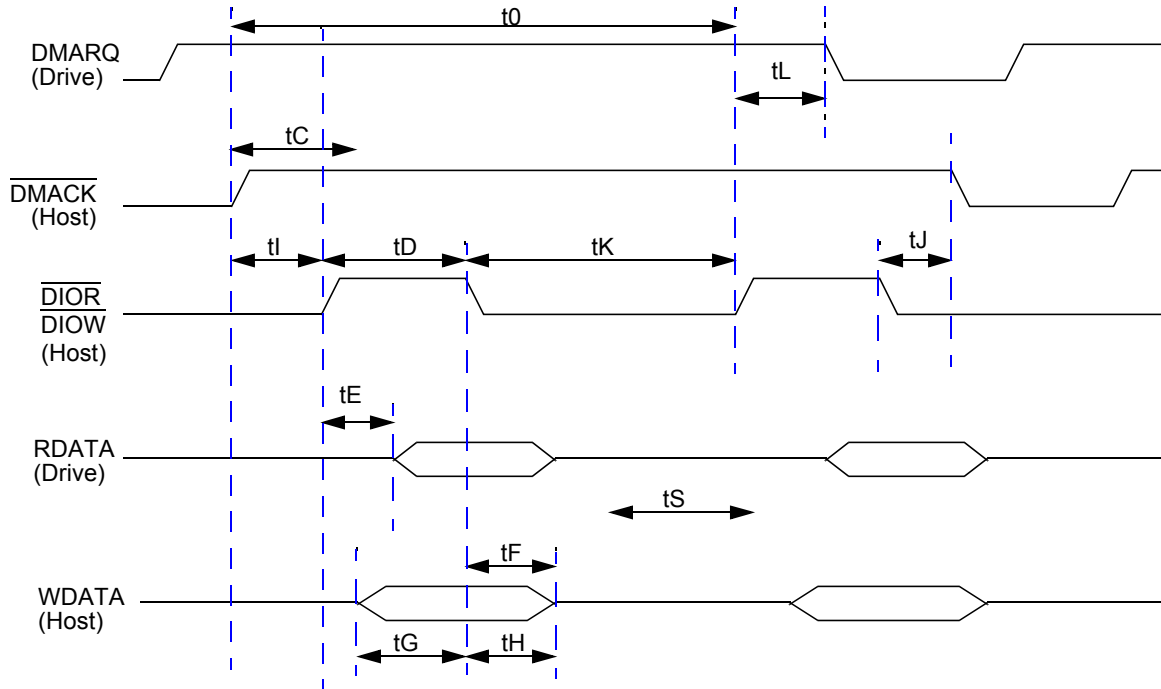 t0
DMARQ
(Drive)
tL
tC
DMACK
(Host)
tI
tD
tK
tJ
DIOR
DIOW
(Host)
tE
RDATA
(Drive)
tS
tF
WDATA
(Host)
tG
tH